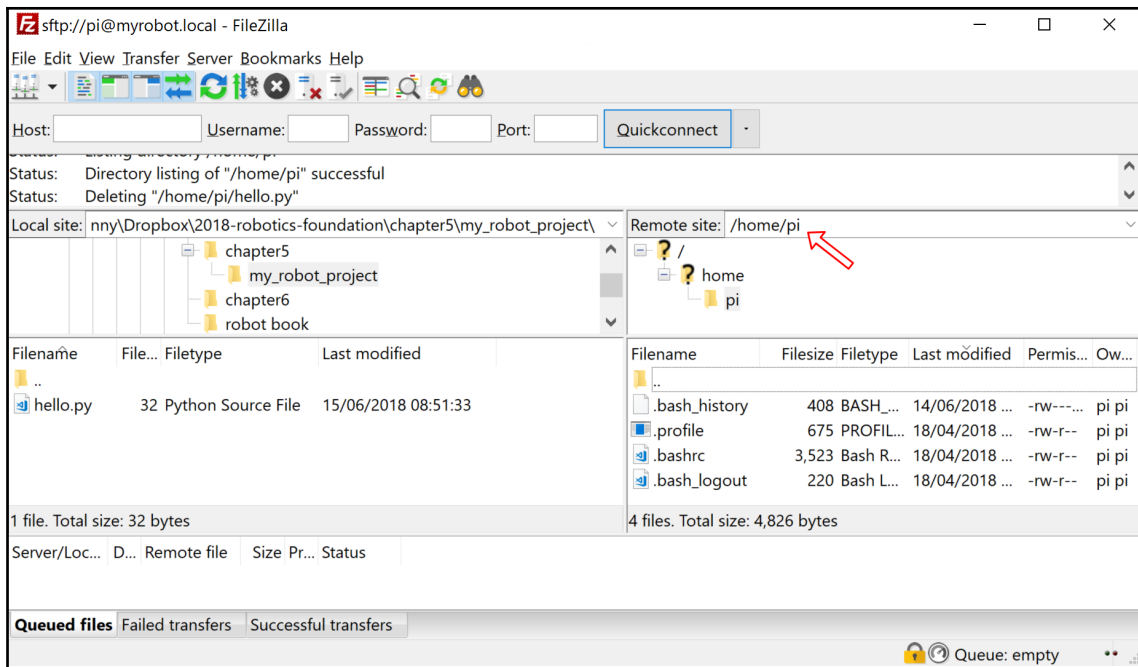 sftp://pi@myrobot.local - FileZilla
File Edit View Transfer Server Bookmarks Help
Host: Username: Password: Port: Quickconnect
Status: Listing directory /home/pi
Status: Directory listing of "/home/pi" successful
Status: Deleting "/home/pi/hello.py"
Local site: nny\Dropbox\2018-robotics-foundation\chapter5\my_robot_project\
chapter5
my_robot_project
chapter6
robot book
Remote site: /home/pi
/
home
pi
Filename File... Filetype Last modified
..
hello.py 32 Python Source File 15/06/2018 08:51:33
1 file. Total size: 32 bytes
Filename Filesize Filetype Last modified Permis... Ow...
..
.bash_history 408 BASH_... 14/06/2018 ... -rw---... pi pi
.profile 675 PROFIL... 18/04/2018 ... -rw-r-- pi pi
.bashrc 3,523 Bash R... 18/04/2018 ... -rw-r-- pi pi
.bash_logout 220 Bash L... 18/04/2018 ... -rw-r-- pi pi
4 files. Total size: 4,826 bytes
Server/Loc... D... Remote file Size Pr... Status
Queued files Failed transfers Successful transfers
Queue: empty